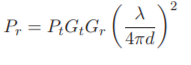 $P_r = P_t G_t G_r \left( \frac{\lambda}{4\pi d} \right)^2$